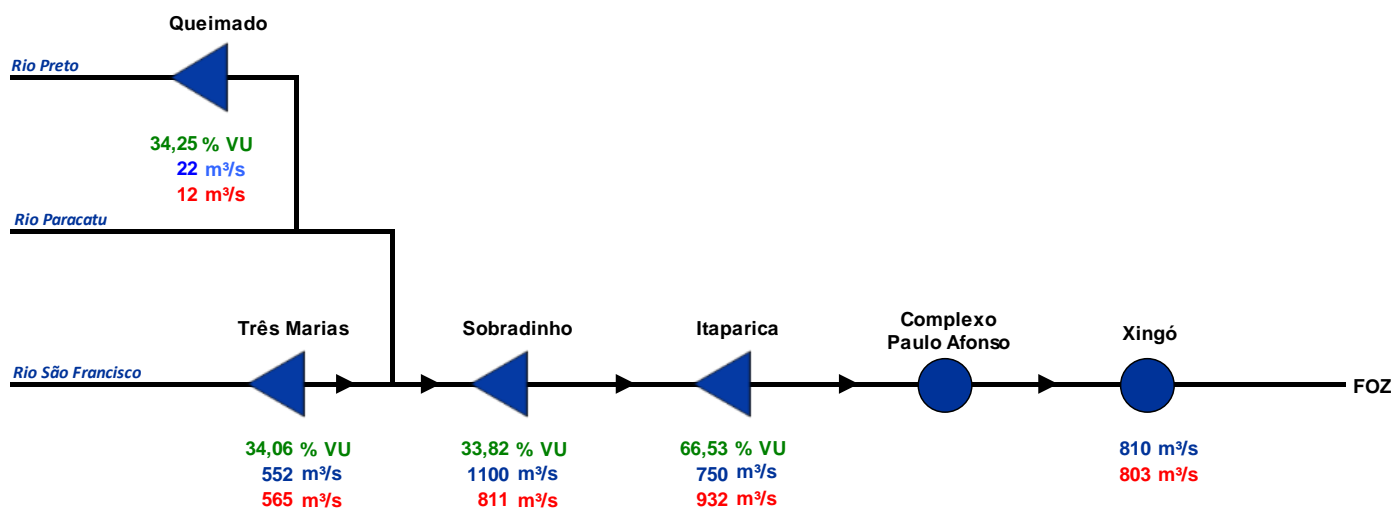 Queimado
Rio Preto
34,25 % VU
22 m³/s
12 m³/s
Rio Paracatu
Três Marias
Sobradinho
Itaparica
Complexo
Paulo Afonso
Xingó
Rio São Francisco
FOZ
34,06 % VU
552 m³/s
565 m³/s
33,82 % VU
1100 m³/s
811 m³/s
66,53 % VU
750 m³/s
932 m³/s
810 m³/s
803 m³/s